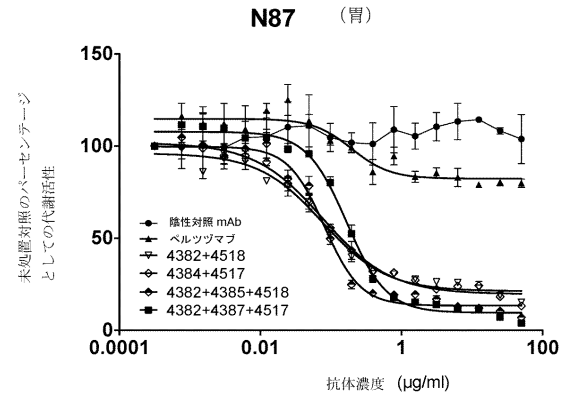 N87 （胃）
150
100
50
0
未処置対照のパーセンテージ
としての代謝活性
陰性対照 mAb
ペルツヅマブ
4382+4518
4384+4517
4382+4385+4518
4382+4387+4517
0.0001
0.01
1
100
抗体濃度 (μg/ml)